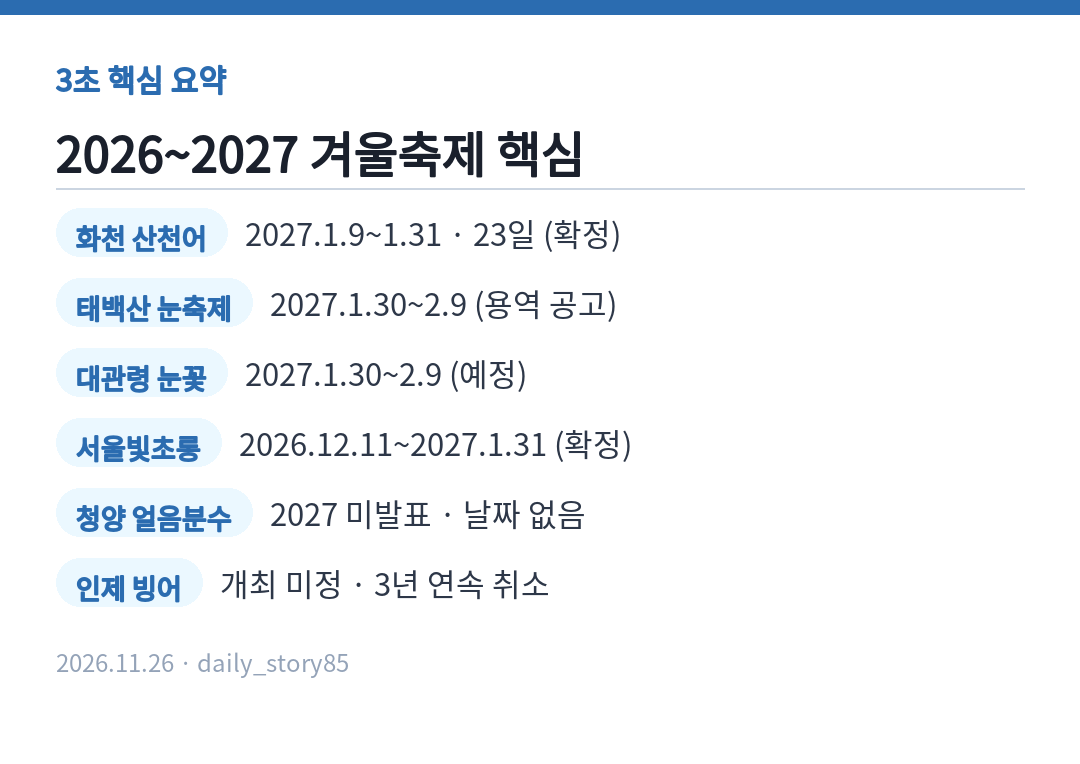 3초 핵심 요약
2026~2027 겨울축제 핵심
화천 산천어 2027.1.9~1.31 · 23일 (확정)
태백산 눈축제 2027.1.30~2.9 (용역 공고)
대관령 눈꽃 2027.1.30~2.9 (예정)
서울빛초롱 2026.12.11~2027.1.31 (확정)
청양 얼음분수 2027 미발표 · 날짜 없음
인제 빙어 개최 미정 · 3년 연속 취소
2026.11.26 · daily_story85